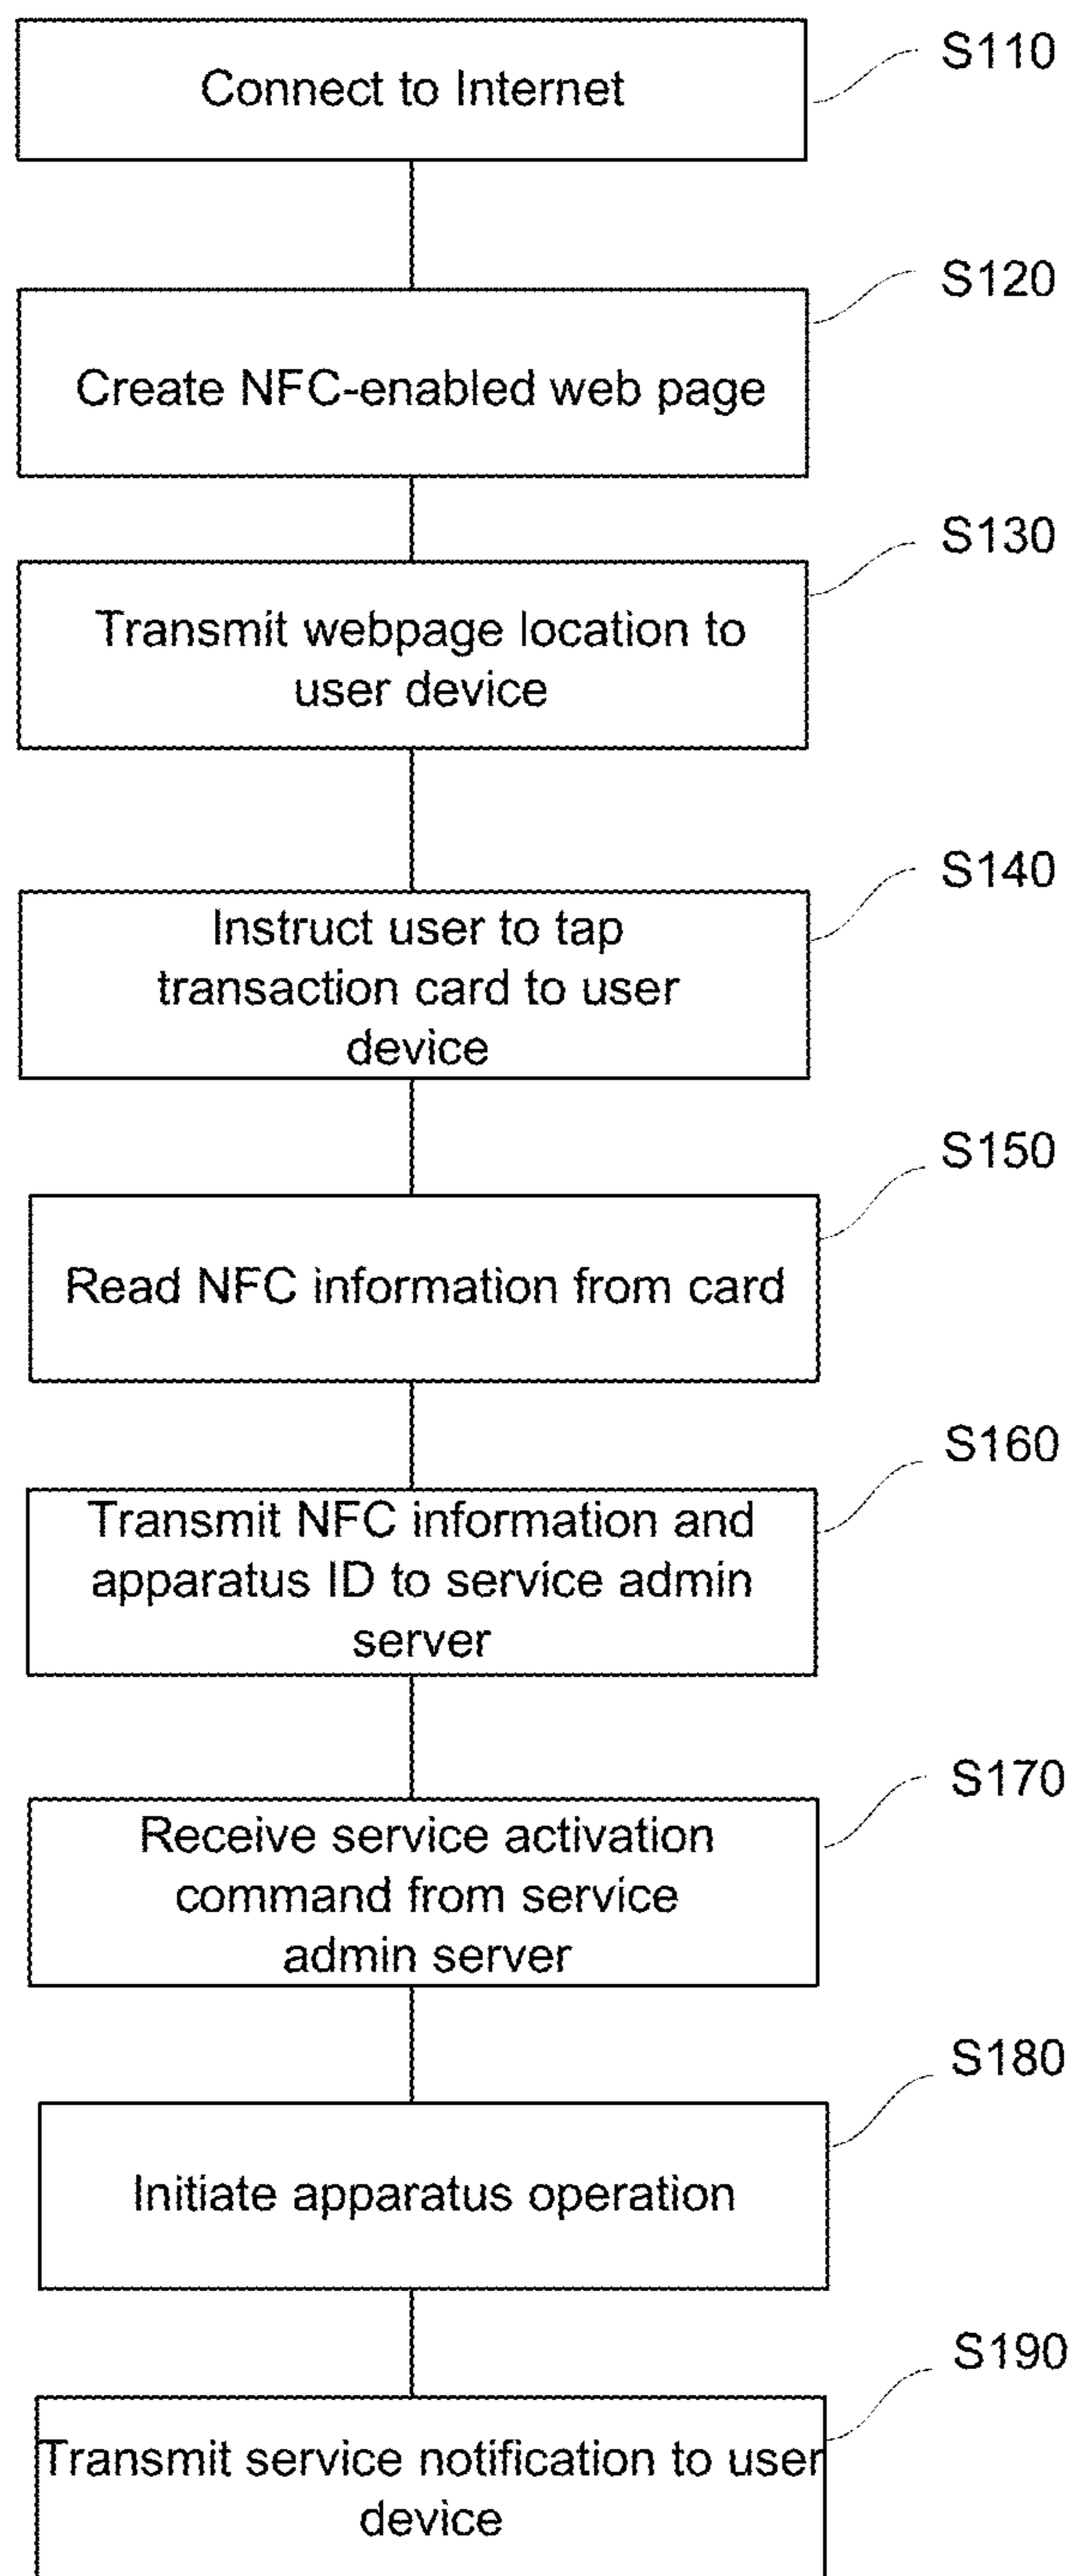 S110
Connect to Internet
S120
Create NFC-enabled web page
S130
Transmit webpage location to
user device
S140
Instruct user to tap
transaction card to user
device
S150
Read NFC information from card
S160
Transmit NFC information and
apparatus ID to service admin
server
S170
Receive service activation
command from service
admin server
S180
Initiate apparatus operation
S190
Transmit service notification to user
device